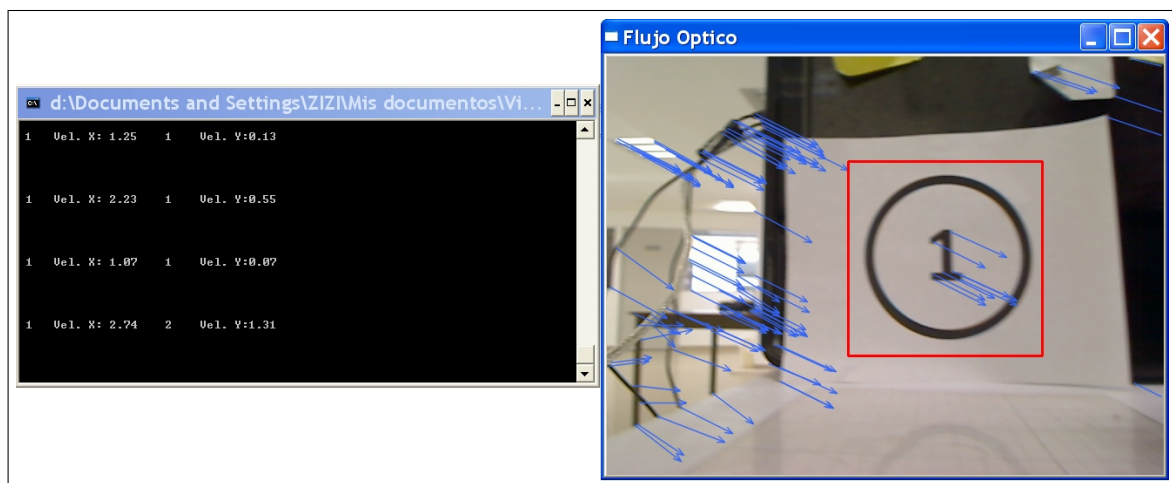 d:\Documents and Settings\ZIZI\Mis documentos\Vi...
1 Vel. X: 1.25 1 Vel. Y:0.13
1 Vel. X: 2.23 1 Vel. Y:0.55
1 Vel. X: 1.07 1 Vel. Y:0.07
1 Vel. X: 2.74 2 Vel. Y:1.31
Flujo Optico
1